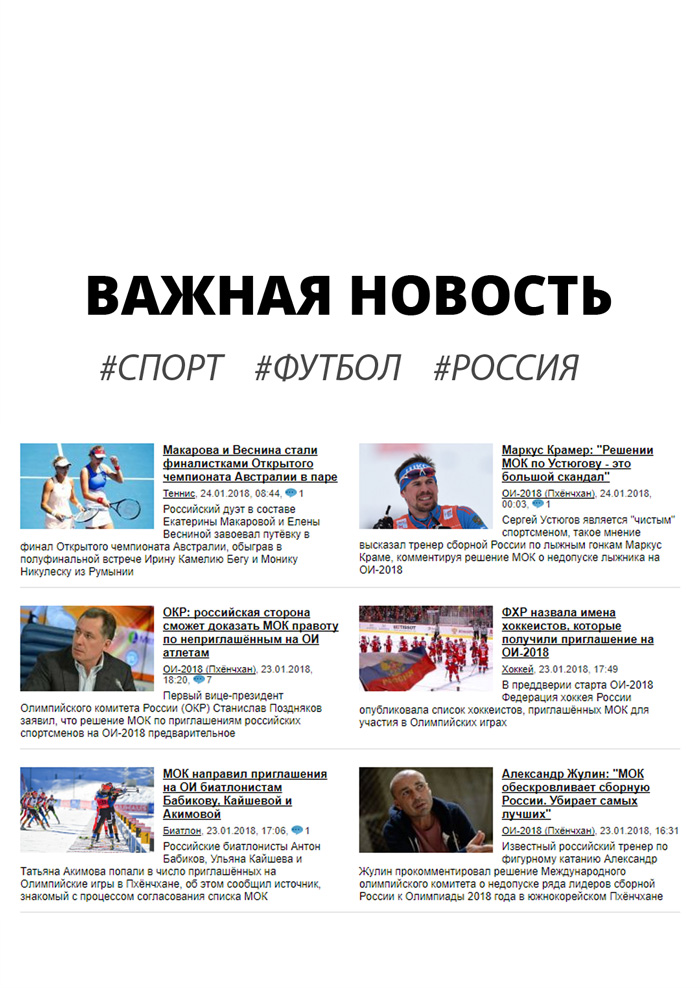 ВАЖНАЯ НОВОСТЬ
#СПОРТ #ФУТБОЛ #РОССИЯ
Макарова и Веснина стали
финалистками Открытого
чемпионата Австралии в паре
Теннис, 24.01.2018, 08:44, 1
Российский дуэт в составе
Екатерины Макаровой и Елены
Весниной завоевал путёвку в
финал Открытого чемпионата Австралии, обыграв в
полуфинальной встрече Ирину Камелию Бегу и Монику
Никулеску из Румынии
Маркус Крамер: "Решении
МОК по Устюгову - это
большой скандал"
ОИ-2018 (Пхёнчхан), 24.01.2018,
00:03, 1
Сергей Устюгов является "чистым"
спортсменом, такое мнение
высказал тренер сборной России по лыжным гонкам Маркус
Краме, комментируя решение МОК о недопуске лыжника на
ОИ-2018
ОКР: российская сторона
сможет доказать МОК правоту
по неприглашённым на ОИ
атлетам
ОИ-2018 (Пхёнчхан), 23.01.2018,
18:20, 7
Первый вице-президент
Олимпийского комитета России (ОКР) Станислав Поздняков
заявил, что решение МОК по приглашениям российских
спортсменов на ОИ-2018 предварительное
ФХР назвала имена
хоккеистов, которые
получили приглашение на
ОИ-2018
Хоккей, 23.01.2018, 17:49
В преддверии старта ОИ-2018
Федерация хоккея России
опубликовала список хоккеистов, приглашённых МОК для
участия в Олимпийских играх
МОК направил приглашения
на ОИ биатлонистам
Бабикову, Кайшевой и
Акимовой
Биатлон, 23.01.2018, 17:06, 1
Российские биатлонисты Антон
Бабиков, Ульяна Кайшева и
Татьяна Акимова попали в число приглашённых на
Олимпийские игры в Пхёнчхане, об этом сообщил источник,
знакомый с процессом согласования списка МОК
Александр Жулин: "МОК
обескровливает сборную
России. Убирает самых
лучших"
ОИ-2018 (Пхёнчхан), 23.01.2018, 16:31
Известный российский тренер по
фигурному катанию Александр
Жулин прокомментировал решение Международного
олимпийского комитета о недопуске ряда лидеров сборной
России к Олимпиады 2018 года в южнокорейском Пхёнчхане